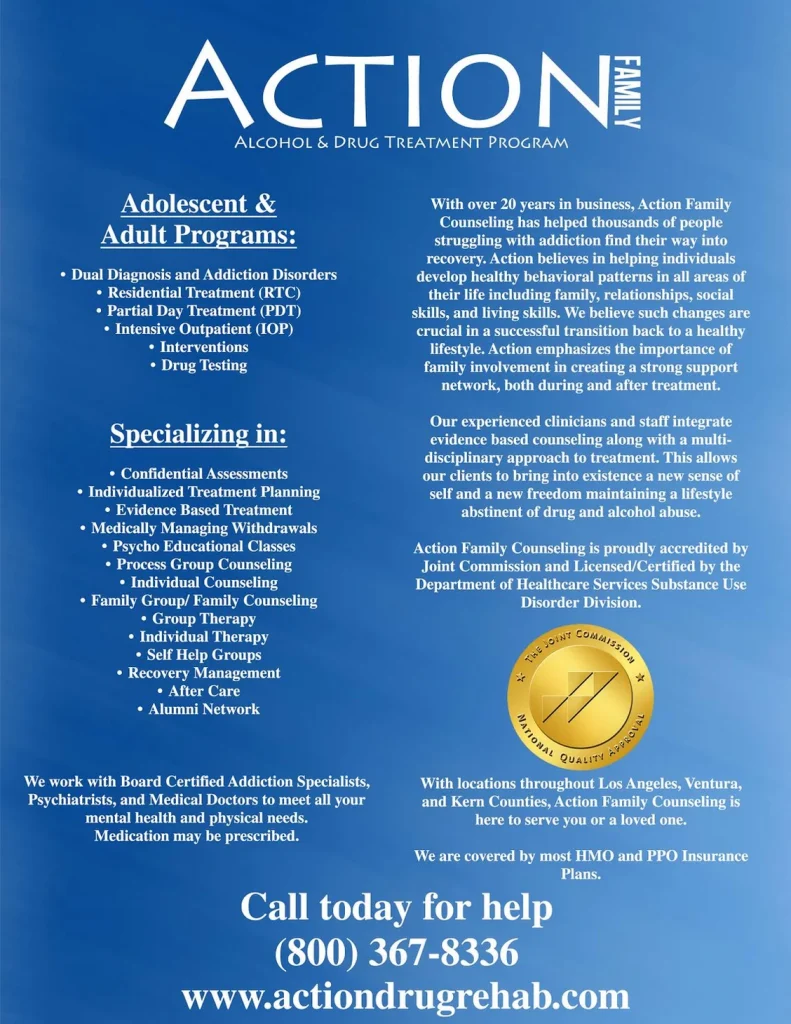 ACTION FAMILY
ALCOHOL & DRUG TREATMENT PROGRAM
Adolescent &
Adult Programs:
• Dual Diagnosis and Addiction Disorders
• Residential Treatment (RTC)
• Partial Day Treatment (PDT)
• Intensive Outpatient (IOP)
• Interventions
• Drug Testing
Specializing in:
• Confidential Assessments
• Individualized Treatment Planning
• Evidence Based Treatment
• Medically Managing Withdrawals
• Psycho Educational Classes
• Process Group Counseling
• Individual Counseling
• Family Group/ Family Counseling
• Group Therapy
• Individual Therapy
• Self Help Groups
• Recovery Management
• After Care
• Alumni Network
We work with Board Certified Addiction Specialists,
Psychiatrists, and Medical Doctors to meet all your
mental health and physical needs.
Medication may be prescribed.
With over 20 years in business, Action Family
Counseling has helped thousands of people
struggling with addiction find their way into
recovery. Action believes in helping individuals
develop healthy behavioral patterns in all areas of
their life including family, relationships, social
skills, and living skills. We believe such changes are
crucial in a successful transition back to a healthy
lifestyle. Action emphasizes the importance of
family involvement in creating a strong support
network, both during and after treatment.
Our experienced clinicians and staff integrate
evidence based counseling along with a multi-
disciplinary approach to treatment. This allows
our clients to bring into existence a new sense of
self and a new freedom maintaining a lifestyle
abstinent of drug and alcohol abuse.
Action Family Counseling is proudly accredited by
Joint Commission and Licensed/Certified by the
Department of Healthcare Services Substance Use
Disorder Division.
THE JOINT COMMISSION
NATIONAL QUALITY APPROVAL
With locations throughout Los Angeles, Ventura,
and Kern Counties, Action Family Counseling is
here to serve you or a loved one.
We are covered by most HMO and PPO Insurance
Plans.
Call today for help
(800) 367-8336
www.actiondrugrehab.com